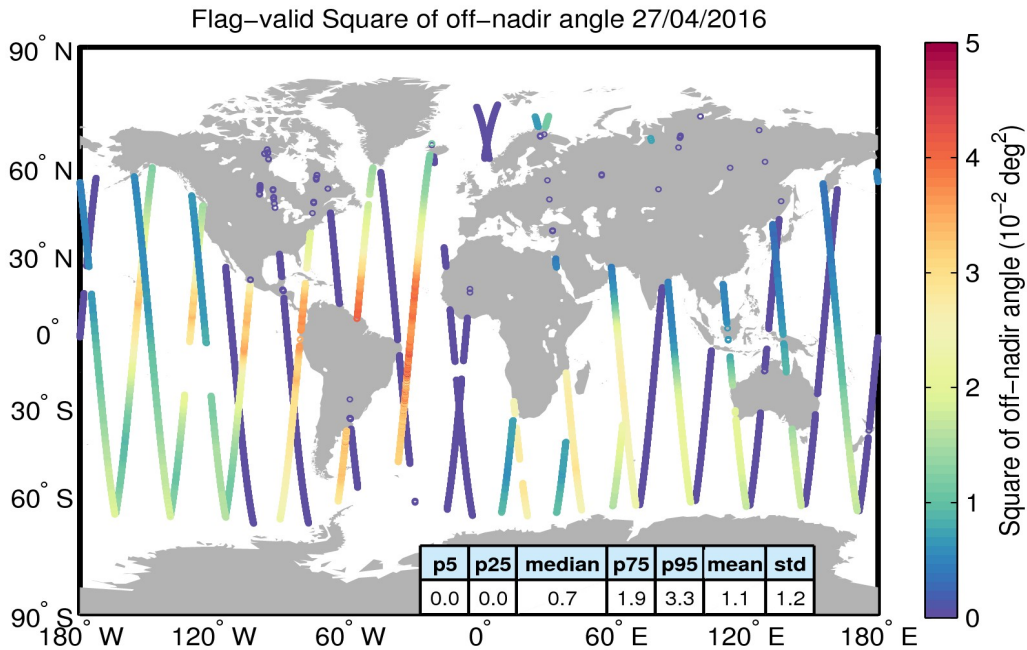 Flag−valid Square of off−nadir angle 27/04/2016
90° N
60° N
30° N
0°
30° S
60° S
90° S
180° W
120° W
60° W
0°
60° E
120° E
180° E
p5 p25 median p75 p95 mean std
0.0 0.0 0.7 1.9 3.3 1.1 1.2
5
4
3
2
1
0
Square of off−nadir angle (10⁻² deg²)